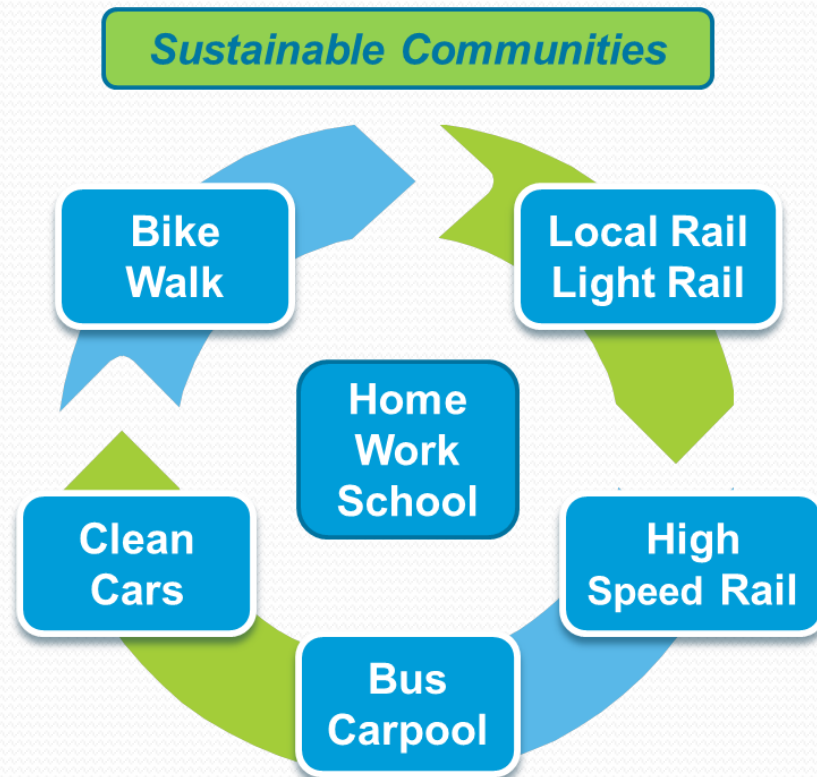 Sustainable Communities
Bike
Walk
Local Rail
Light Rail
Home
Work
School
Clean
Cars
High
Speed Rail
Bus
Carpool